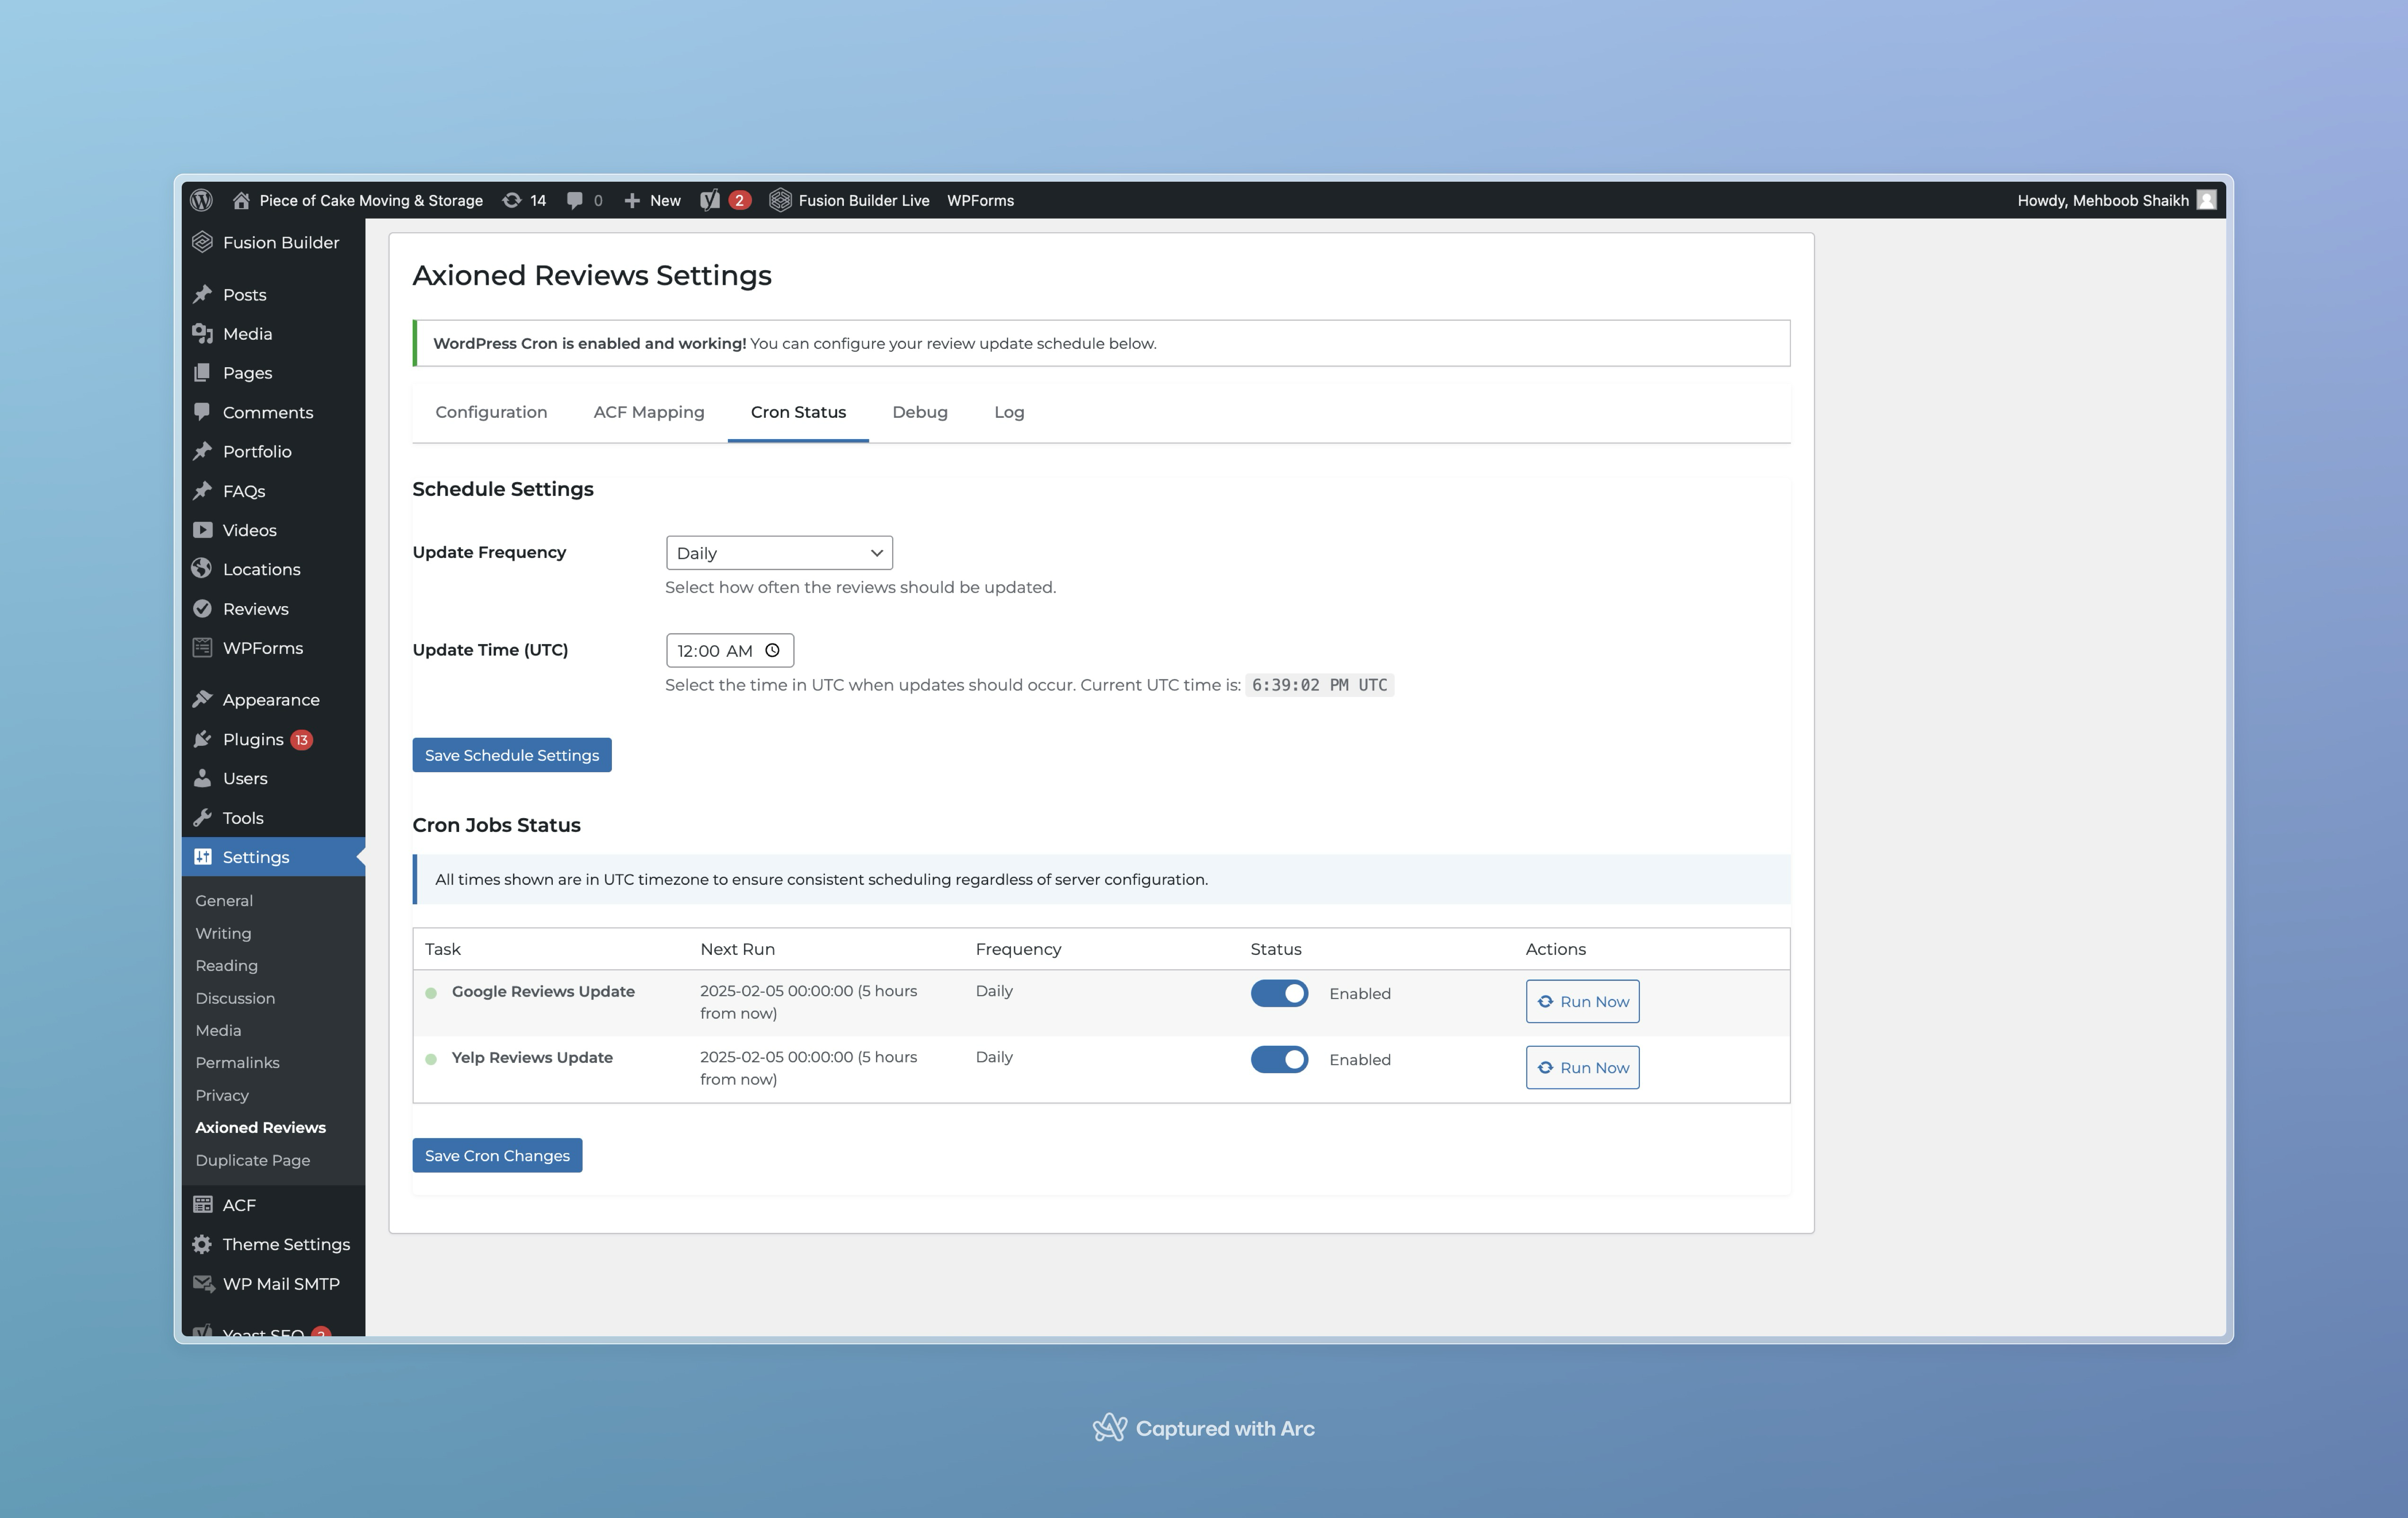 Piece of Cake Moving & Storage 14 0 New 2 Fusion Builder Live WPForms Howdy, Mehboob Shaikh
Fusion Builder
Posts
Media
Pages
Comments
Portfolio
FAQs
Videos
Locations
Reviews
WPForms
Appearance
Plugins 13
Users
Tools
Settings
General
Writing
Reading
Discussion
Media
Permalinks
Privacy
Axioned Reviews
Duplicate Page
ACF
Theme Settings
WP Mail SMTP
Yoast SEO 2
Axioned Reviews Settings
WordPress Cron is enabled and working! You can configure your review update schedule below.
Configuration ACF Mapping Cron Status Debug Log
Schedule Settings
Update Frequency Daily
Select how often the reviews should be updated.
Update Time (UTC) 12:00 AM
Select the time in UTC when updates should occur. Current UTC time is: 6:39:02 PM UTC
Save Schedule Settings
Cron Jobs Status
All times shown are in UTC timezone to ensure consistent scheduling regardless of server configuration.
Task Next Run Frequency Status Actions
Google Reviews Update 2025-02-05 00:00:00 (5 hours Daily Enabled Run Now
from now)
Yelp Reviews Update 2025-02-05 00:00:00 (5 hours Daily Enabled Run Now
from now)
Save Cron Changes
Captured with Arc